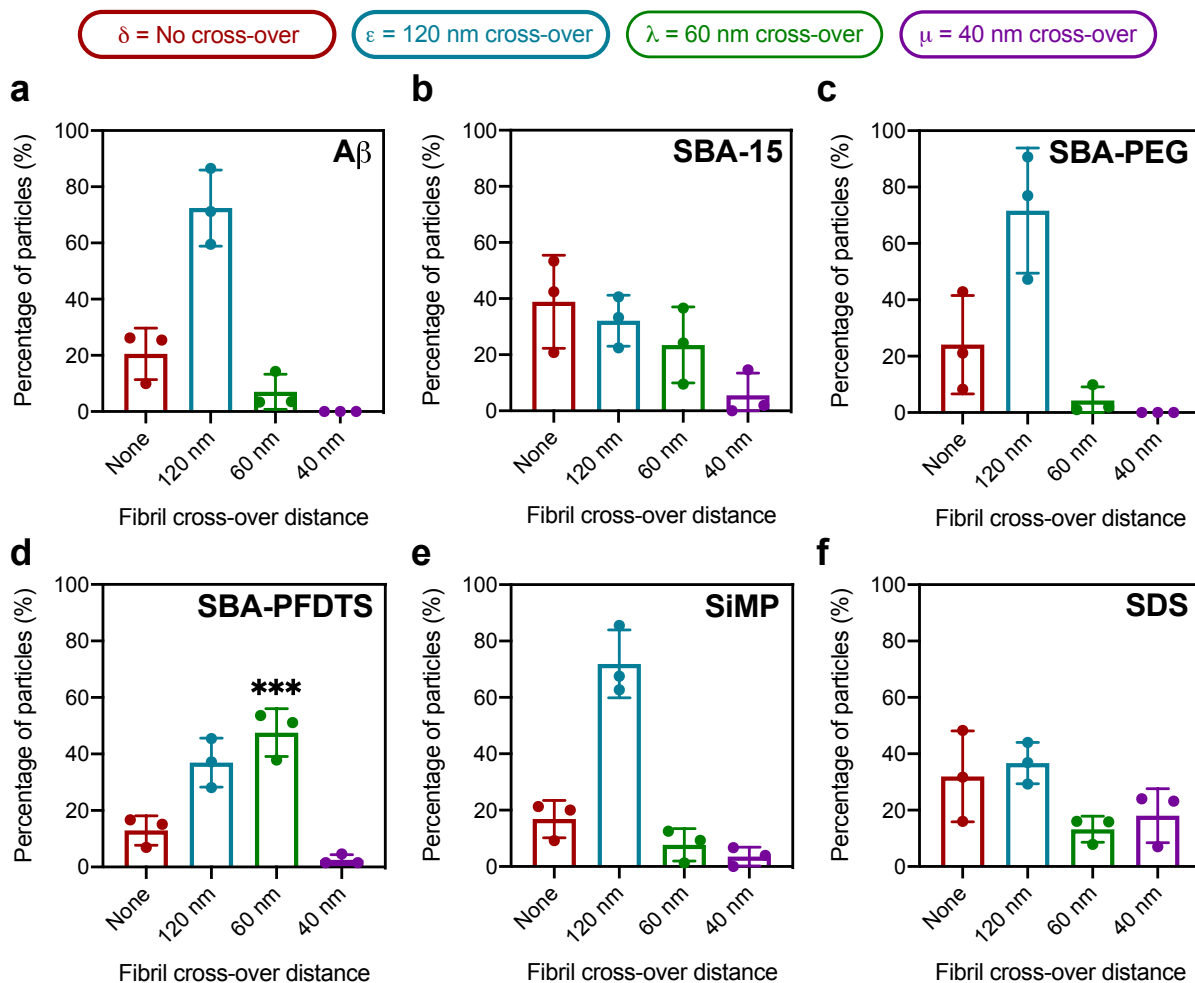 δ = No cross-over
ε = 120 nm cross-over
λ = 60 nm cross-over
μ = 40 nm cross-over
a
Aβ
Percentage of particles (%)
100
80
60
40
20
0
None
120 nm
60 nm
40 nm
Fibril cross-over distance
b
SBA-15
Percentage of particles (%)
100
80
60
40
20
0
None
120 nm
60 nm
40 nm
Fibril cross-over distance
c
SBA-PEG
Percentage of particles (%)
100
80
60
40
20
0
None
120 nm
60 nm
40 nm
Fibril cross-over distance
d
SBA-PFDTS
Percentage of particles (%)
100
80
60
40
20
0
***
None
120 nm
60 nm
40 nm
Fibril cross-over distance
e
SiMP
Percentage of particles (%)
100
80
60
40
20
0
None
120 nm
60 nm
40 nm
Fibril cross-over distance
f
SDS
Percentage of particles (%)
100
80
60
40
20
0
None
120 nm
60 nm
40 nm
Fibril cross-over distance